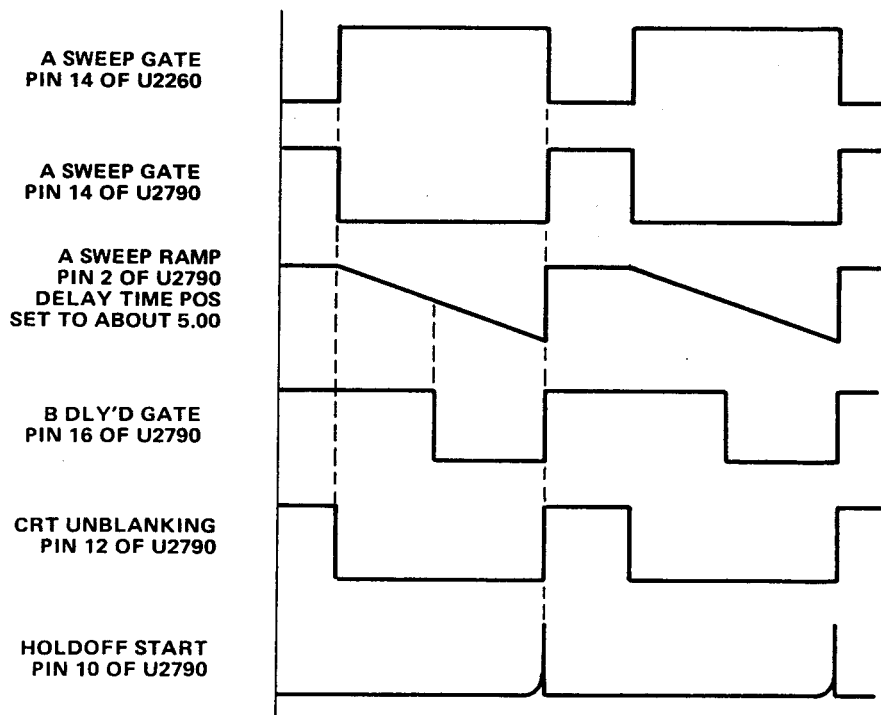 A SWEEP GATE
PIN 14 OF U2260
A SWEEP GATE
PIN 14 OF U2790
A SWEEP RAMP
PIN 2 OF U2790
DELAY TIME POS
SET TO ABOUT 5.00
B DLY'D GATE
PIN 16 OF U2790
CRT UNBLANKING
PIN 12 OF U2790
HOLDOFF START
PIN 10 OF U2790